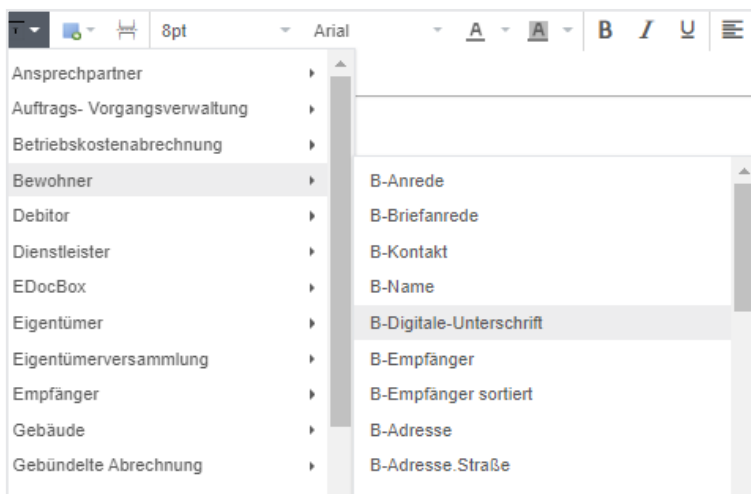 8pt Arial A A B I U
Ansprechpartner
Auftrags- Vorgangsverwaltung
Betriebskostenabrechnung
Bewohner
Debitor
Dienstleister
EDocBox
Eigentümer
Eigentümerversammlung
Empfänger
Gebäude
Gebündelte Abrechnung
B-Anrede
B-Briefanrede
B-Kontakt
B-Name
B-Digitale-Unterschrift
B-Empfänger
B-Empfänger sortiert
B-Adresse
B-Adresse.Straße